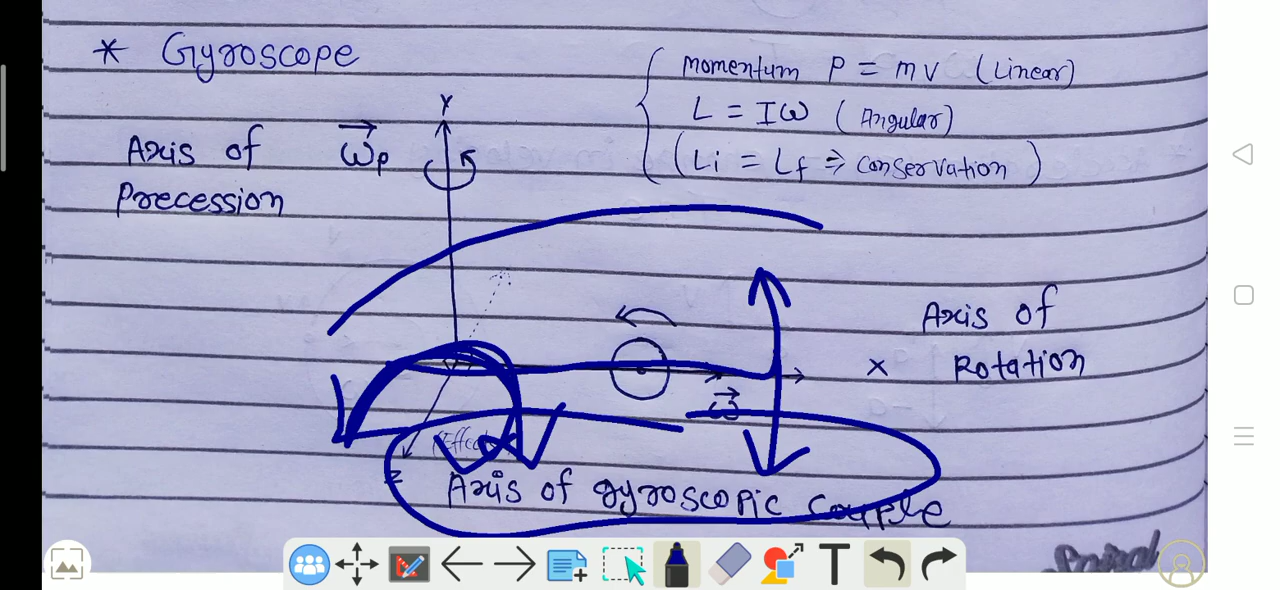 * Gyroscope
Momentum P = mv (Linear)
L = Iω (Angular)
(Li = Lf ⇒ conservation)
Y
Axis of
Precession
→ωp
Axis of
Rotation
x
→ω
z
Axis of gyroscopic couple
T